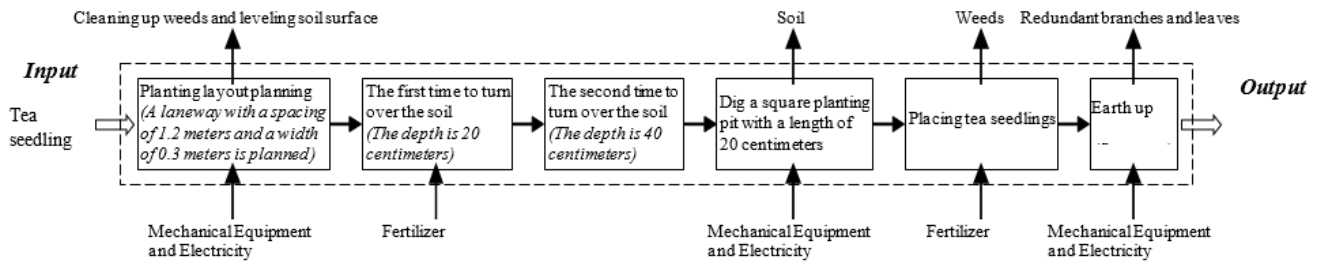 Cleaning up weeds and leveling soil surface
Soil
Weeds
Redundant branches and leaves
Input
Output
Tea
seedling
Planting layout planning
(A laneway with a spacing
of 1.2 meters and a width
of 0.3 meters is planned)
The first time to turn
over the soil
(The depth is 20
centimeters)
The second time to
turn over the soil
(The depth is 40
centimeters)
Dig a square planting
pit with a length of
20 centimeters
Placing tea seedlings
Earth up
Mechanical Equipment
and Electricity
Fertilizer
Mechanical Equipment
and Electricity
Fertilizer
Mechanical Equipment
and Electricity